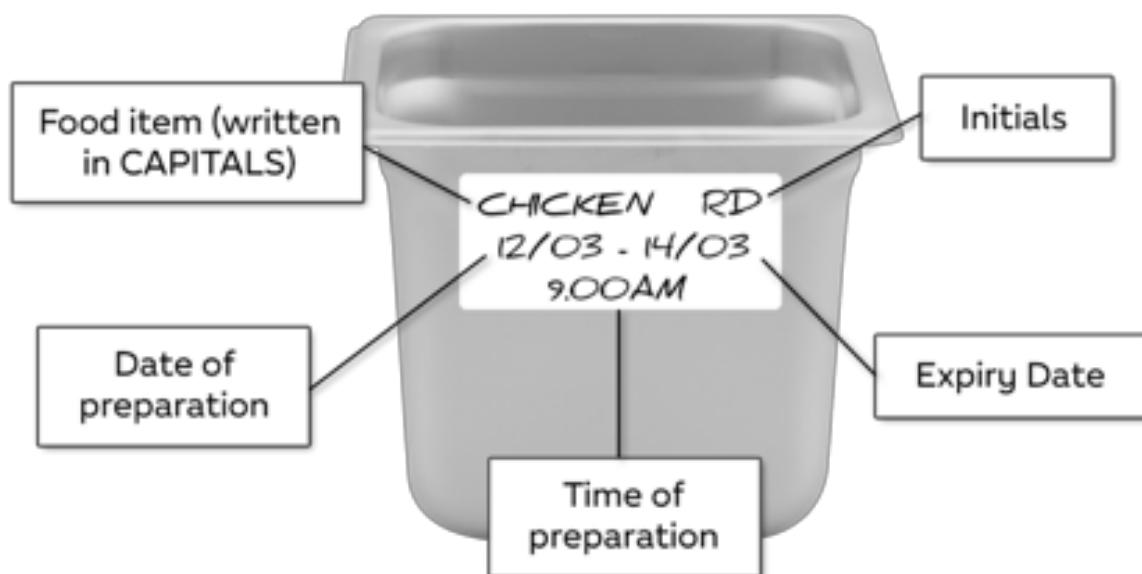 Food item (written
in CAPITALS)
Initials
CHICKEN RD
12/03 - 14/03
9.00AM
Date of
preparation
Expiry Date
Time of
preparation